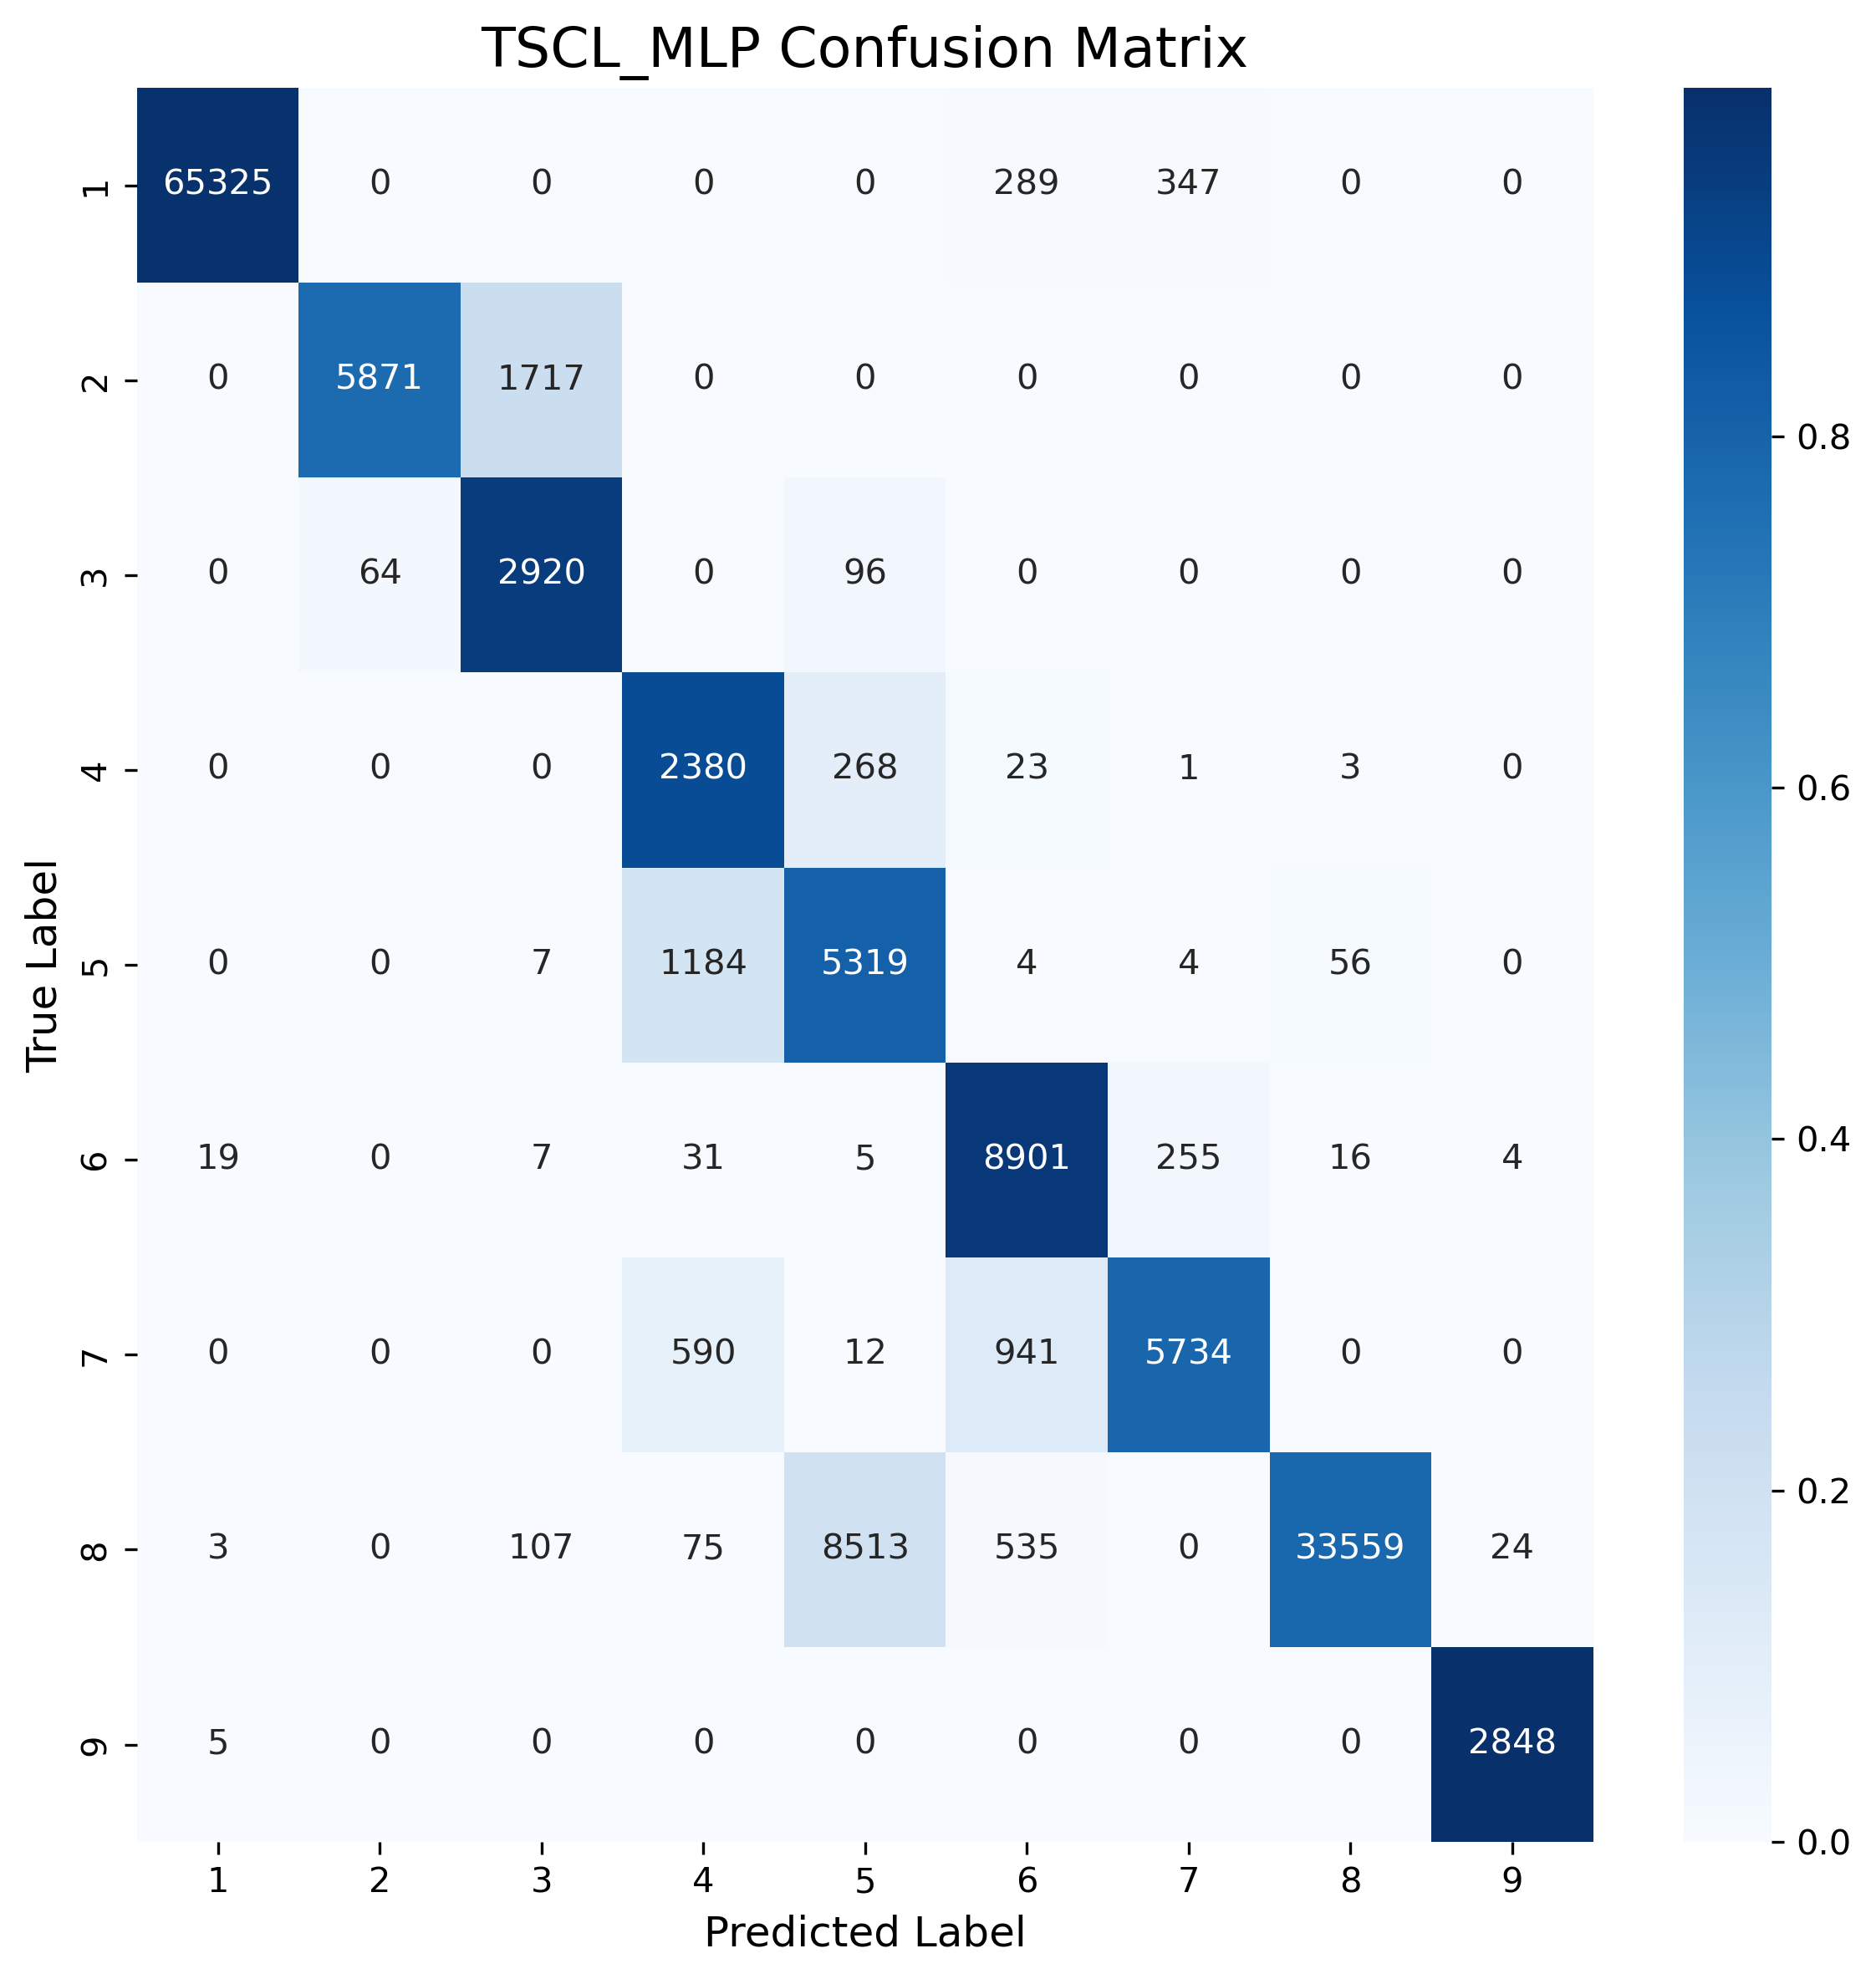 TSCL_MLP Confusion Matrix
True Label
1 65325 0 0 0 0 289 347 0 0
2 0 5871 1717 0 0 0 0 0 0
3 0 64 2920 0 96 0 0 0 0
4 0 0 0 2380 268 23 1 3 0
5 0 0 7 1184 5319 4 4 56 0
6 19 0 7 31 5 8901 255 16 4
7 0 0 0 590 12 941 5734 0 0
8 3 0 107 75 8513 535 0 33559 24
9 5 0 0 0 0 0 0 0 2848
1 2 3 4 5 6 7 8 9
Predicted Label
0.8
0.6
0.4
0.2
0.0